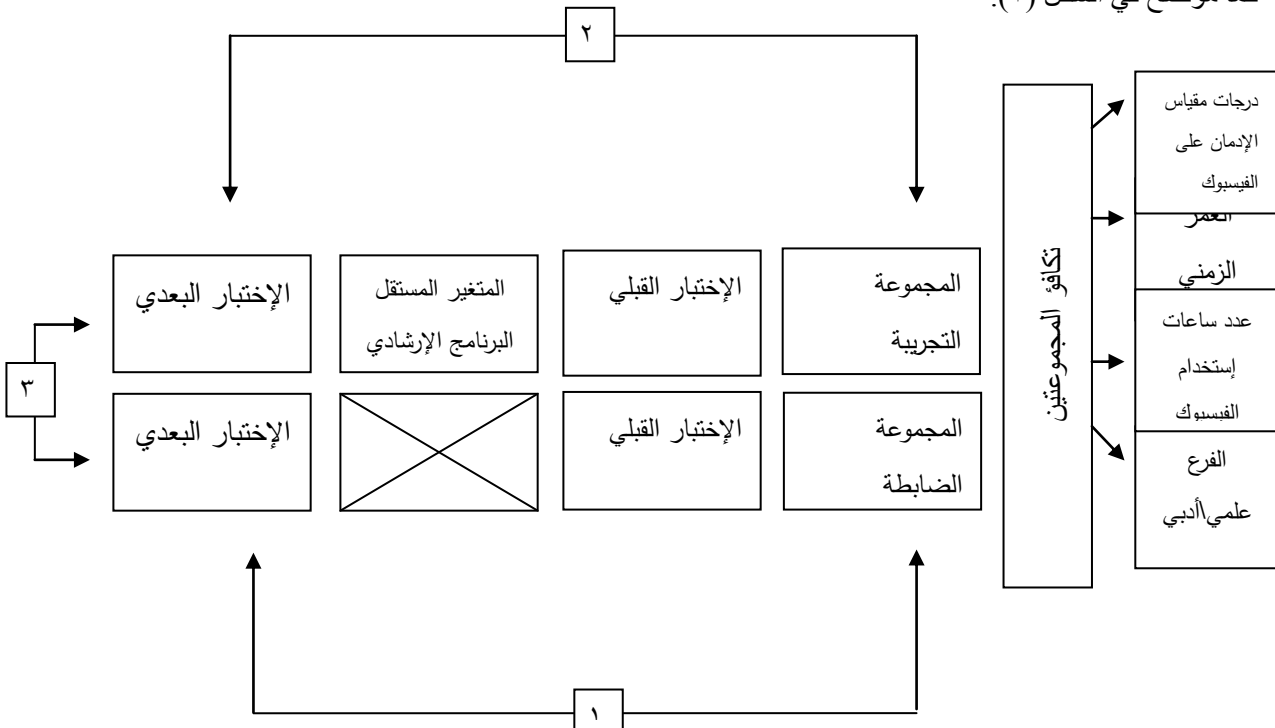 ٢
درجات مقياس
الإدمان على
الفيسبوك
العمر
الزمني
عدد ساعات
إستخدام
الفيسبوك
الفرع
علمي\أدبي
تكافؤ المجموعتين
المجموعة
التجريبة
الإختبار القبلي
المتغير المستقل
البرنامج الإرشادي
الإختبار البعدي
٣
المجموعة
الضابطة
الإختبار القبلي
الإختبار البعدي
١